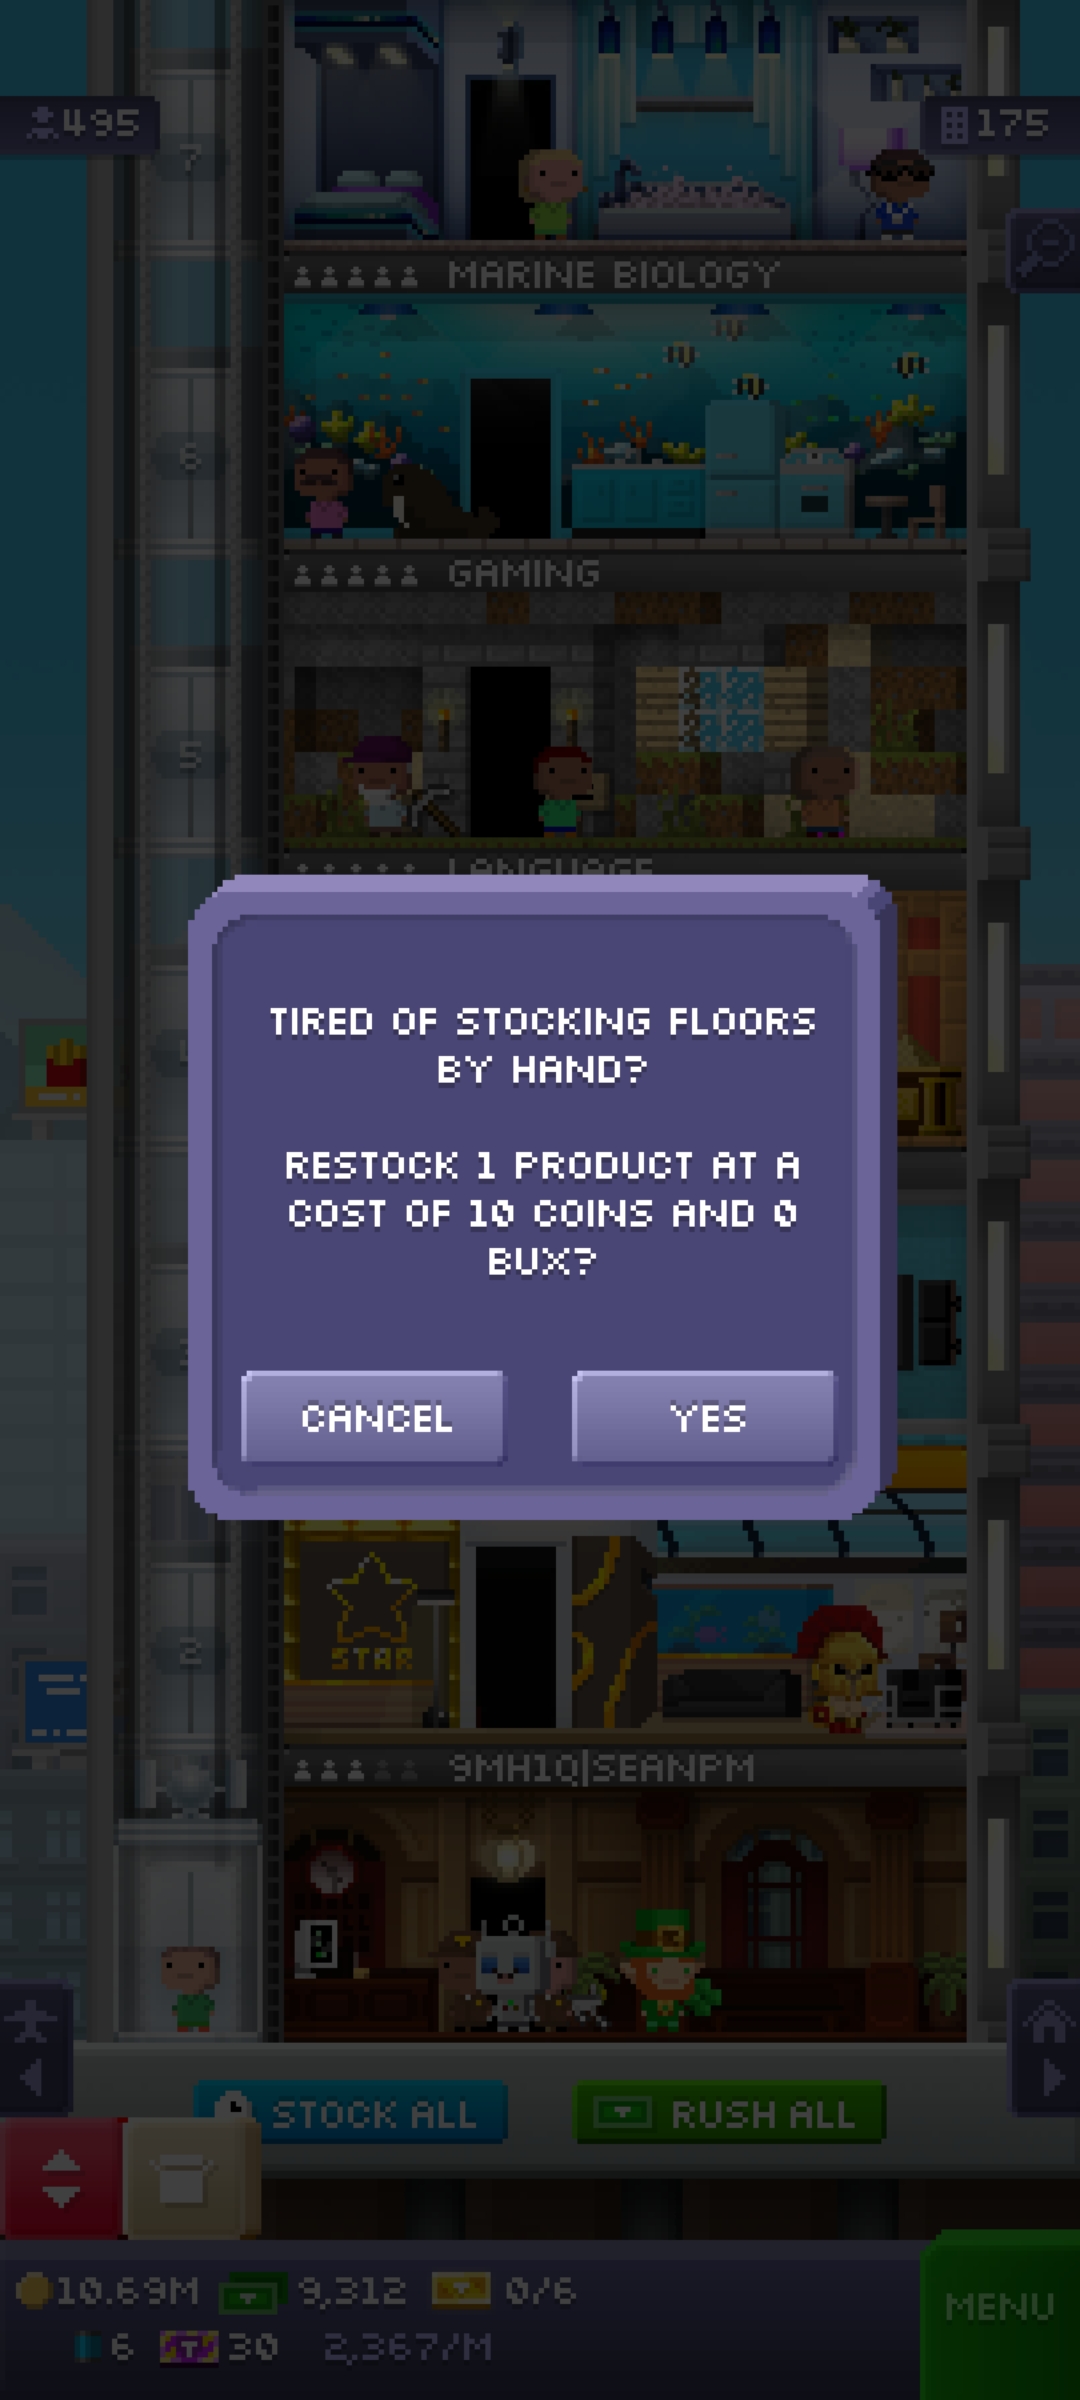 495
175
7
MARINE BIOLOGY
6
GAMING
5
LANGUAGE
TIRED OF STOCKING FLOORS
BY HAND?
RESTOCK 1 PRODUCT AT A
COST OF 10 COINS AND 0
BUX?
CANCEL
YES
STAR
2
9MH1Q|SEANPM
STOCK ALL
RUSH ALL
10.69M
9,312
0/6
MENU
6
30
2,367/M